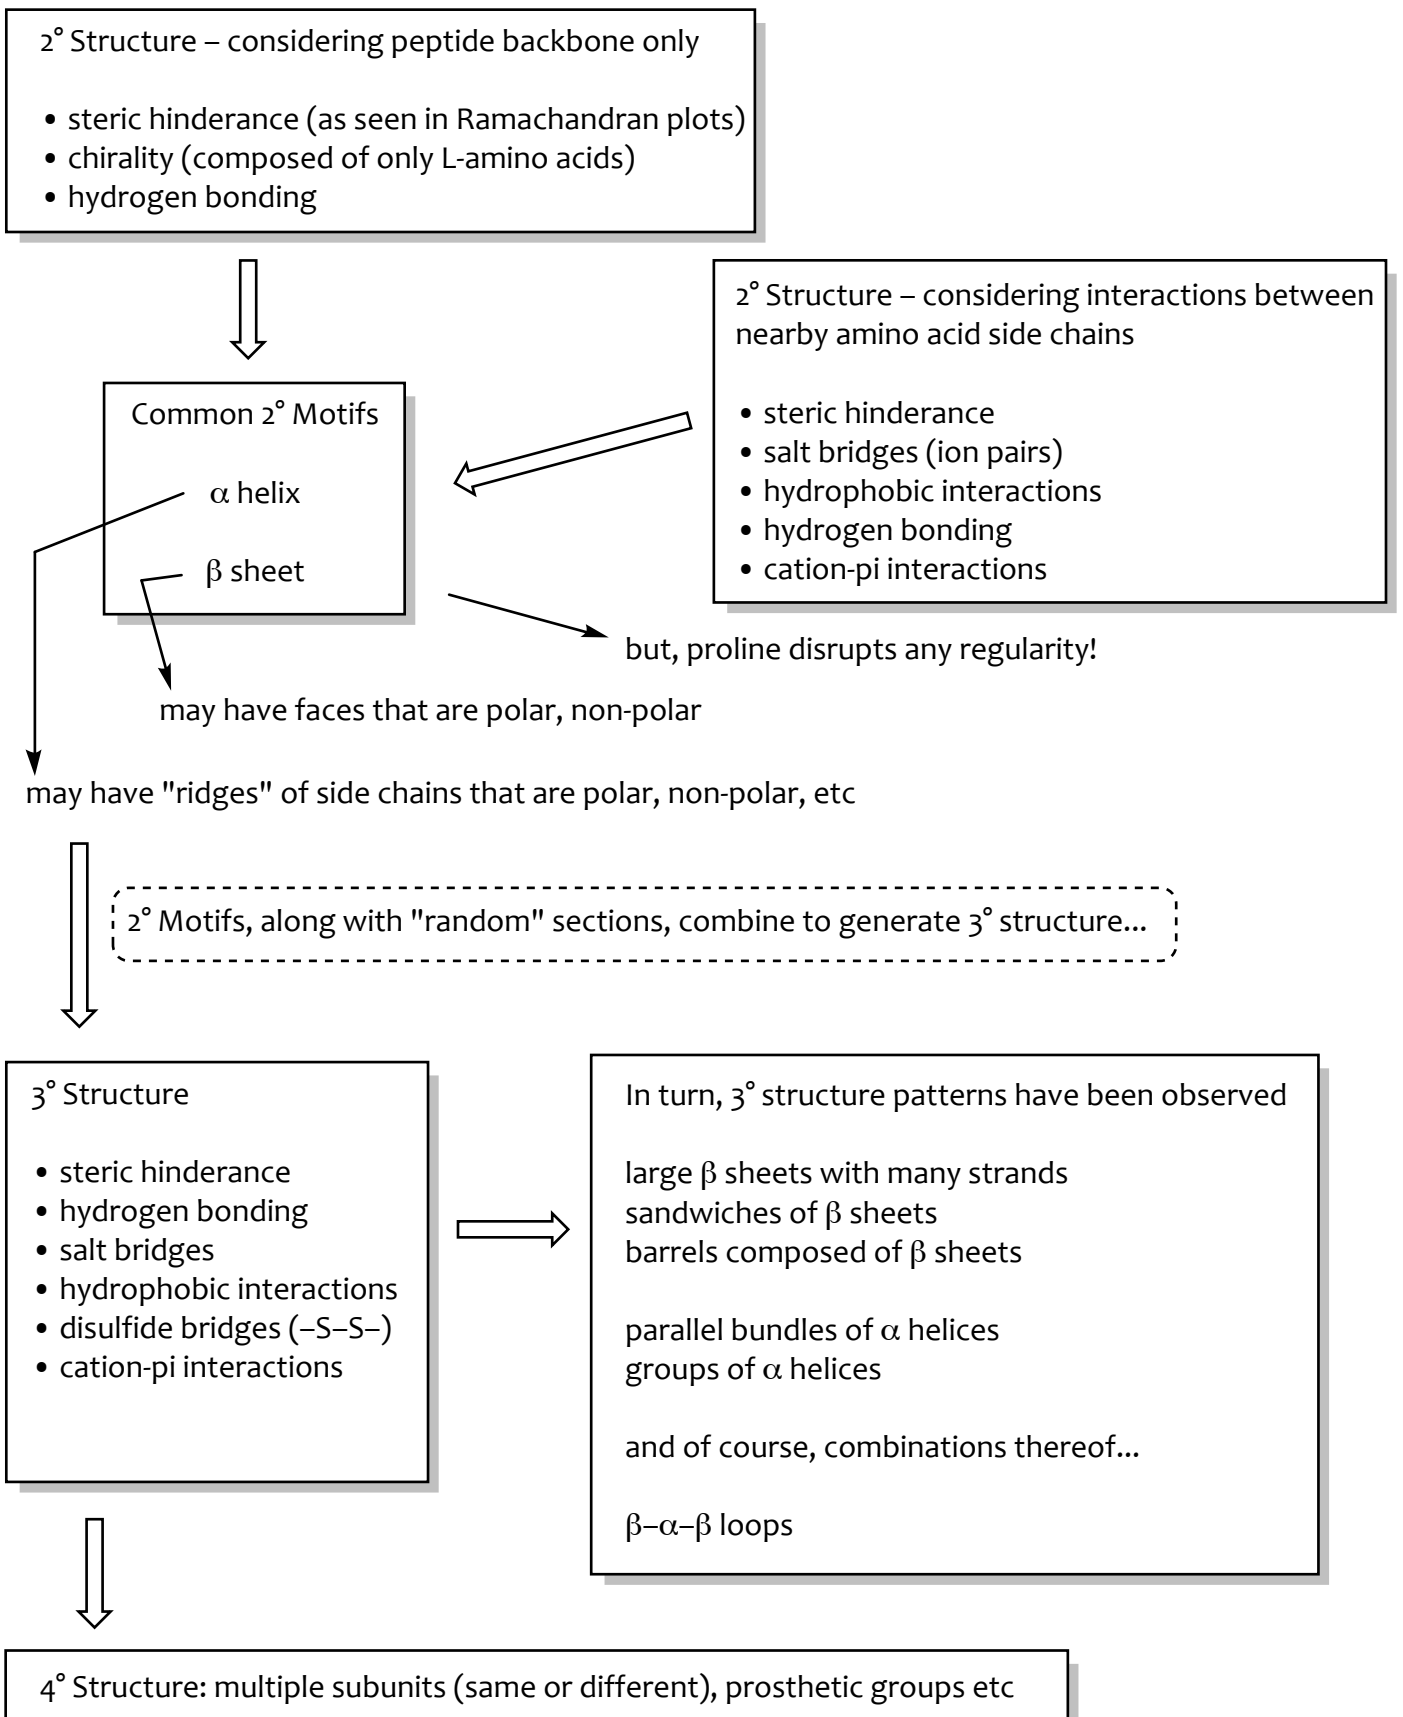 2° Structure – considering peptide backbone only
• steric hinderance (as seen in Ramachandran plots)
• chirality (composed of only L-amino acids)
• hydrogen bonding
2° Structure – considering interactions between
nearby amino acid side chains
• steric hinderance
• salt bridges (ion pairs)
• hydrophobic interactions
• hydrogen bonding
• cation-pi interactions
Common 2° Motifs
α helix
β sheet
but, proline disrupts any regularity!
may have faces that are polar, non-polar
may have "ridges" of side chains that are polar, non-polar, etc
2° Motifs, along with "random" sections, combine to generate 3° structure...
3° Structure
• steric hinderance
• hydrogen bonding
• salt bridges
• hydrophobic interactions
• disulfide bridges (–S–S–)
• cation-pi interactions
In turn, 3° structure patterns have been observed
large β sheets with many strands
sandwiches of β sheets
barrels composed of β sheets
parallel bundles of α helices
groups of α helices
and of course, combinations thereof...
β–α–β loops
4° Structure: multiple subunits (same or different), prosthetic groups etc